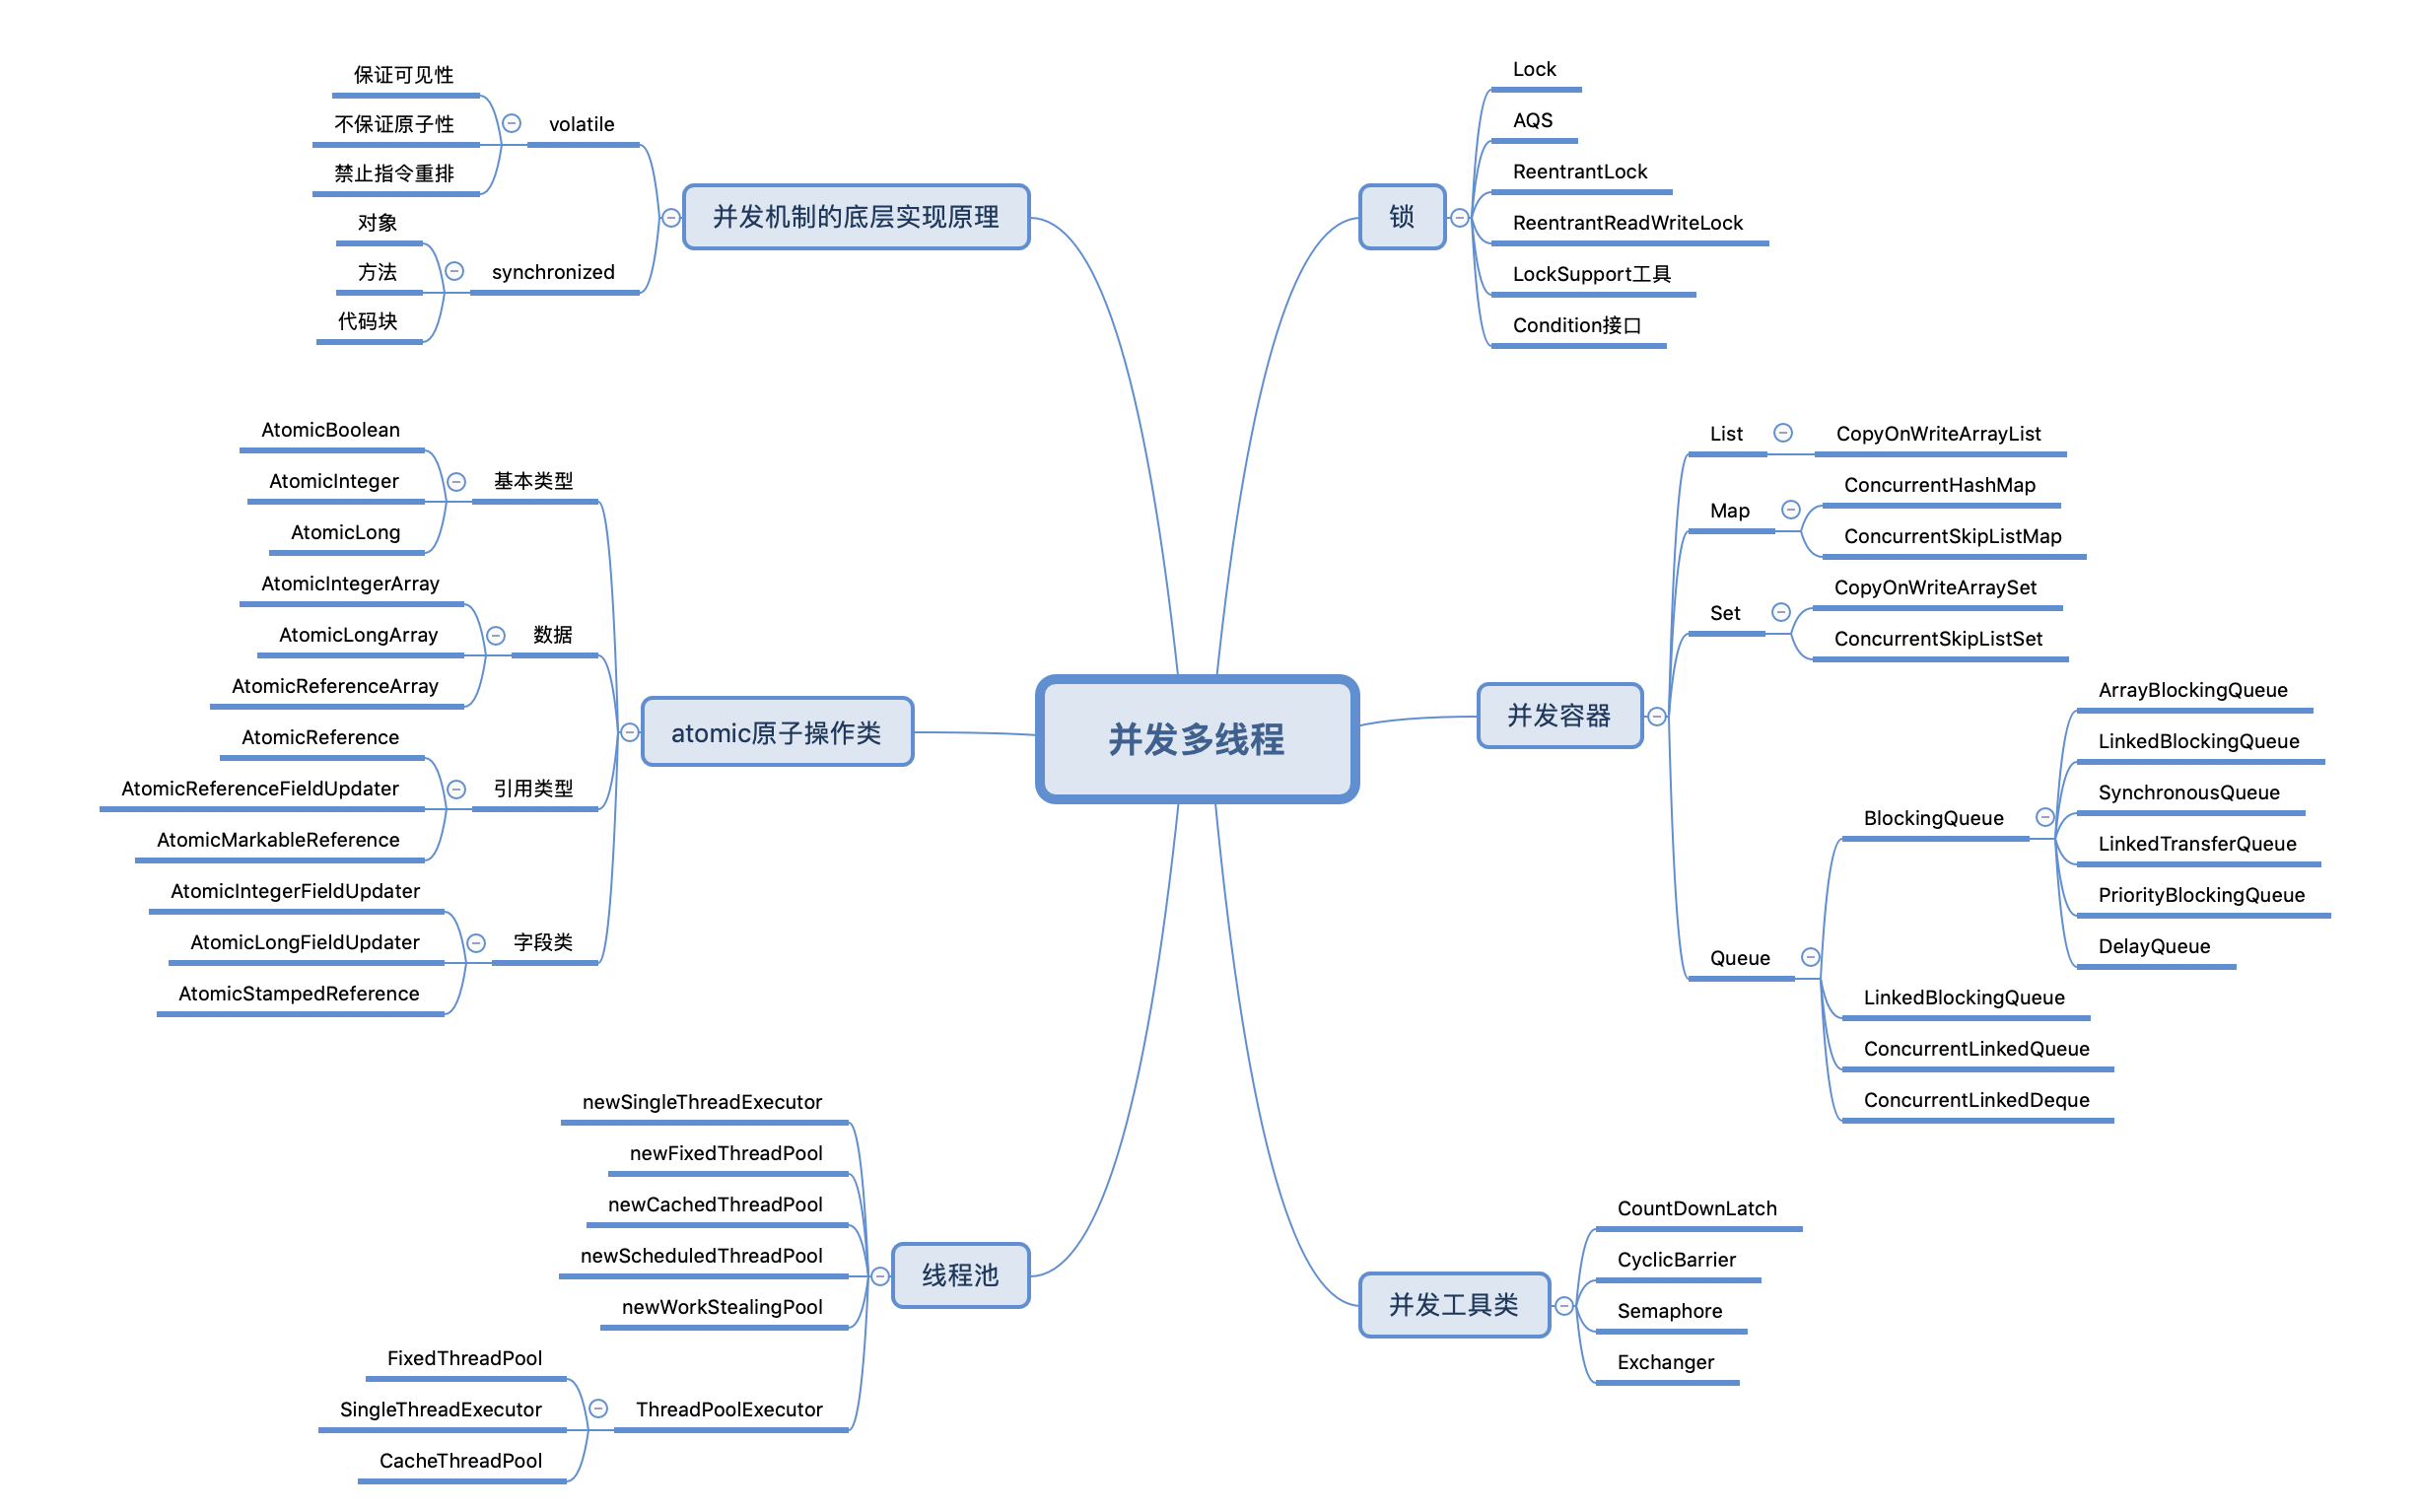 并发多线程
并发机制的底层实现原理
volatile
保证可见性
不保证原子性
禁止指令重排
synchronized
对象
方法
代码块
atomic原子操作类
基本类型
AtomicBoolean
AtomicInteger
AtomicLong
数据
AtomicIntegerArray
AtomicLongArray
AtomicReferenceArray
引用类型
AtomicReference
AtomicReferenceFieldUpdater
AtomicMarkableReference
字段类
AtomicIntegerFieldUpdater
AtomicLongFieldUpdater
AtomicStampedReference
线程池
newSingleThreadExecutor
newFixedThreadPool
newCachedThreadPool
newScheduledThreadPool
newWorkStealingPool
ThreadPoolExecutor
FixedThreadPool
SingleThreadExecutor
CacheThreadPool
锁
Lock
AQS
ReentrantLock
ReentrantReadWriteLock
LockSupport工具
Condition接口
并发容器
List
CopyOnWriteArrayList
Map
ConcurrentHashMap
ConcurrentSkipListMap
Set
CopyOnWriteArraySet
ConcurrentSkipListSet
Queue
BlockingQueue
ArrayBlockingQueue
LinkedBlockingQueue
SynchronousQueue
LinkedTransferQueue
PriorityBlockingQueue
DelayQueue
LinkedBlockingQueue
ConcurrentLinkedQueue
ConcurrentLinkedDeque
并发工具类
CountDownLatch
CyclicBarrier
Semaphore
Exchanger